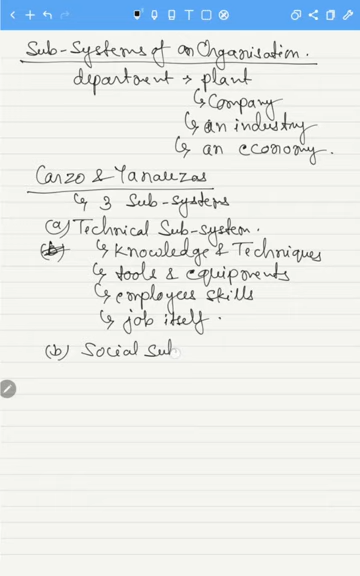 Sub-Systems of an Organisation.
department → plant
↳ Company
↳ an industry
↳ an economy.
Carzo & Yanauzas
↳ 3 Sub-systems
(a) Technical Sub-system.
(b) ↳ Knowledge & Techniques
↳ tools & equipments
↳ employees skills
↳ job itself.
(b) Social Sub